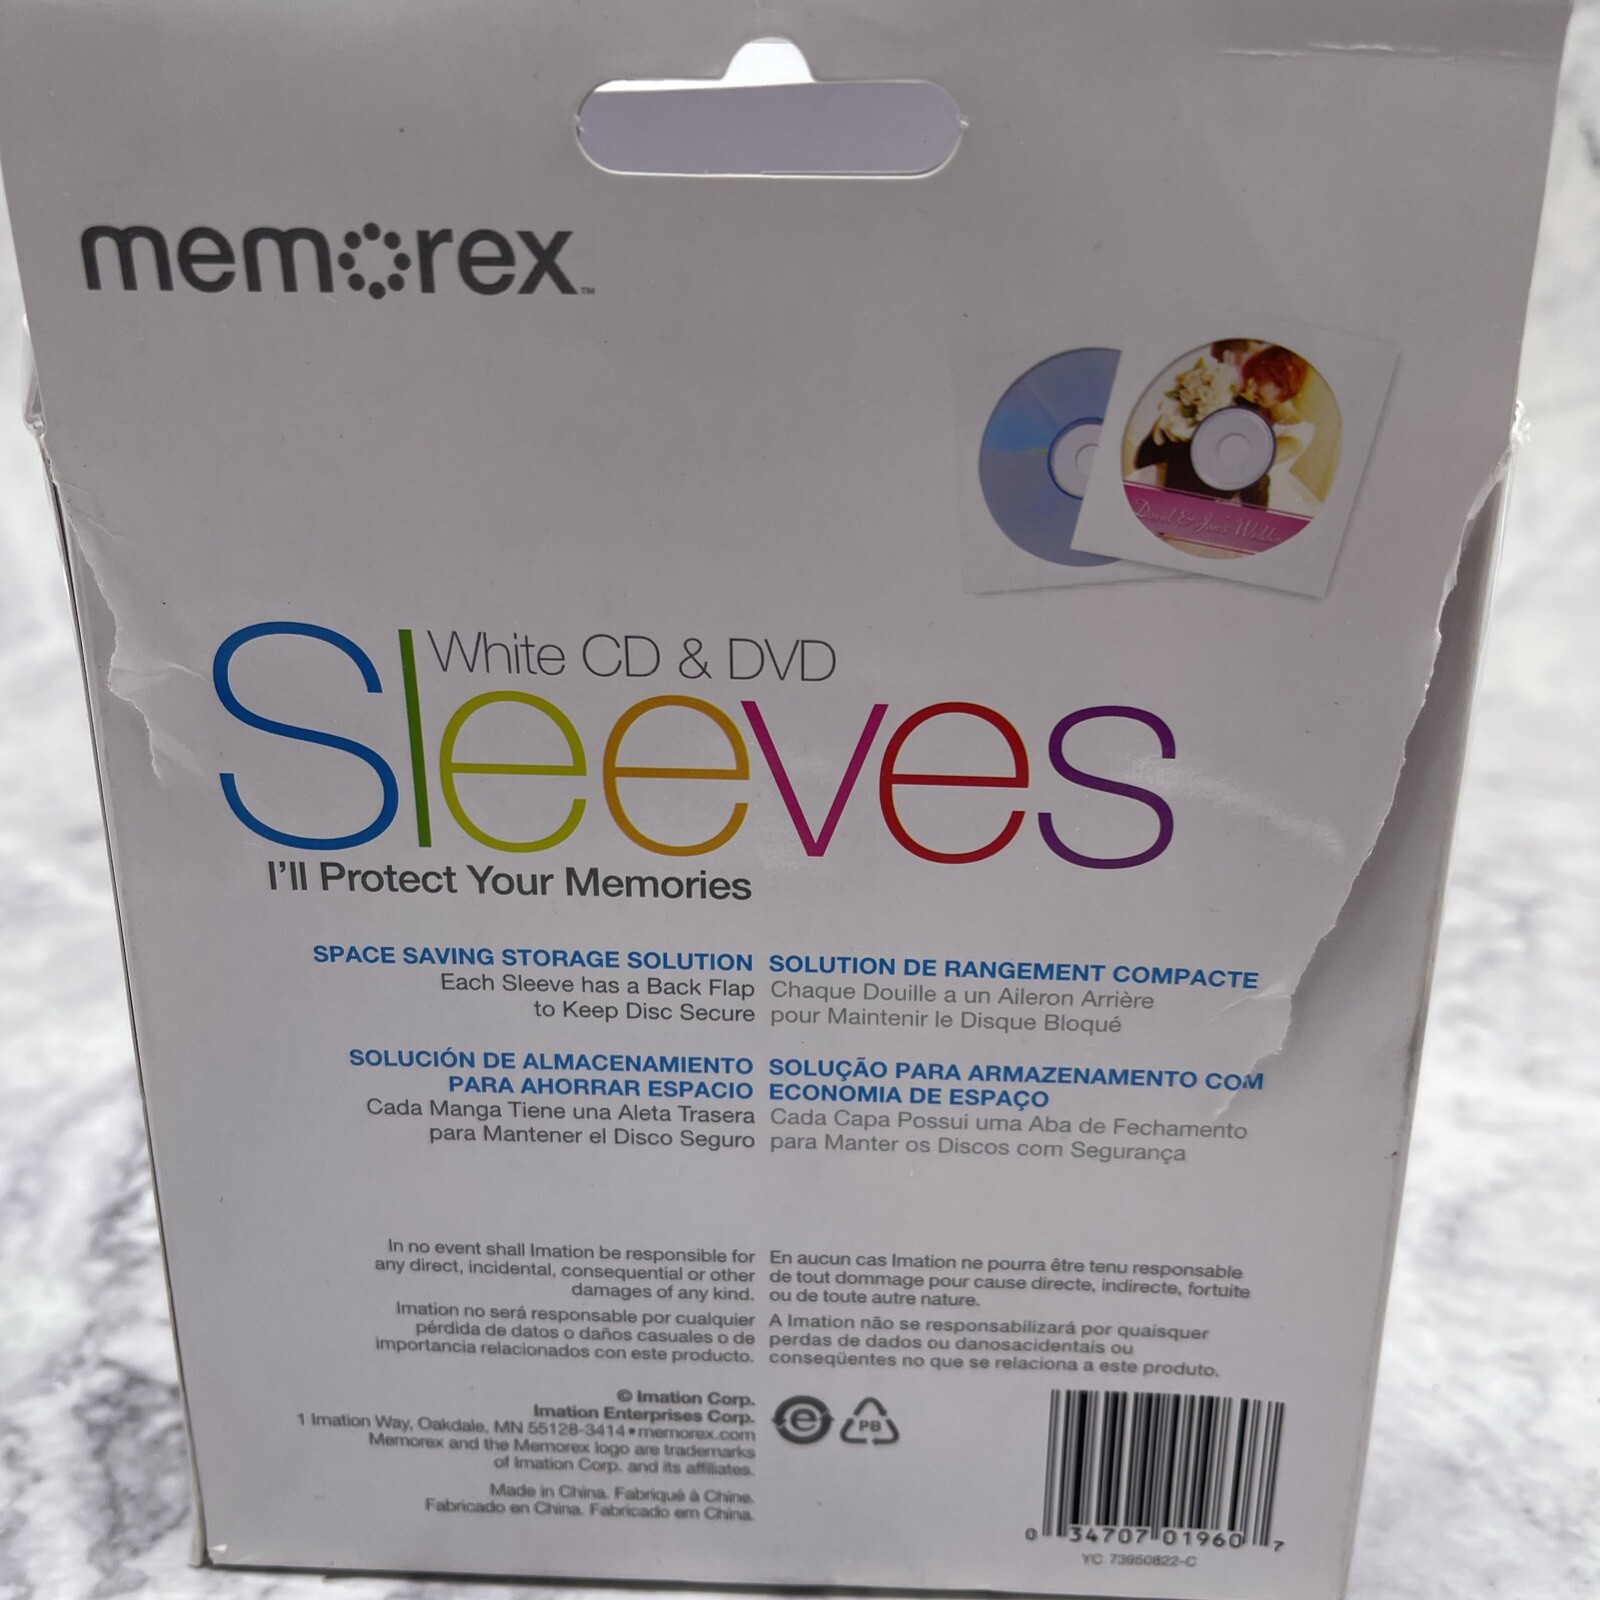 memorex™
David & Jan's
White CD & DVD
Sleeves
I'll Protect Your Memories
SPACE SAVING STORAGE SOLUTION
Each Sleeve has a Back Flap
to Keep Disc Secure
SOLUTION DE RANGEMENT COMPACTE
Chaque Douille a un Aileron Arrière
pour Maintenir le Disque Bloqué
SOLUCIÓN DE ALMACENAMIENTO
PARA AHORRAR ESPACIO
Cada Manga Tiene una Aleta Trasera
para Mantener el Disco Seguro
SOLUÇÃO PARA ARMAZENAMENTO COM
ECONOMIA DE ESPAÇO
Cada Capa Possui uma Aba de Fechamento
para Manter os Discos com Segurança
In no event shall Imation be responsible for
any direct, incidental, consequential or other
damages of any kind.
En aucun cas Imation ne pourra être tenu responsable
de tout dommage pour cause directe, indirecte, fortuite
ou de toute autre nature.
Imation no será responsable por cualquier
pérdida de datos o daños casuales o de
importancia relacionados con este producto.
A Imation não se responsabilizará por quaisquer
perdas de dados ou danosacidentais ou
conseqüentes no que se relaciona a este produto.
© Imation Corp.
Imation Enterprises Corp.
1 Imation Way, Oakdale, MN 55128-3414•memorex.com
Memorex and the Memorex logo are trademarks
of Imation Corp. and its affiliates.
Made in China. Fabriqué à Chine.
Fabricado en China. Fabricado em China.
e
PB
0 34707 01960 7
YC 73950822-C